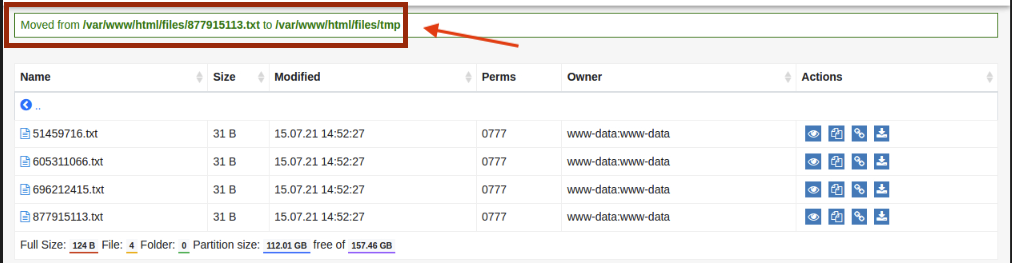 Moved from /var/www/html/files/877915113.txt to /var/www/html/files/tmp
Name Size Modified Perms Owner Actions
..
51459716.txt 31 B 15.07.21 14:52:27 0777 www-data:www-data
605311066.txt 31 B 15.07.21 14:52:27 0777 www-data:www-data
696212415.txt 31 B 15.07.21 14:52:27 0777 www-data:www-data
877915113.txt 31 B 15.07.21 14:52:27 0777 www-data:www-data
Full Size: 124 B File: 4 Folder: 0 Partition size: 112.01 GB free of 157.46 GB